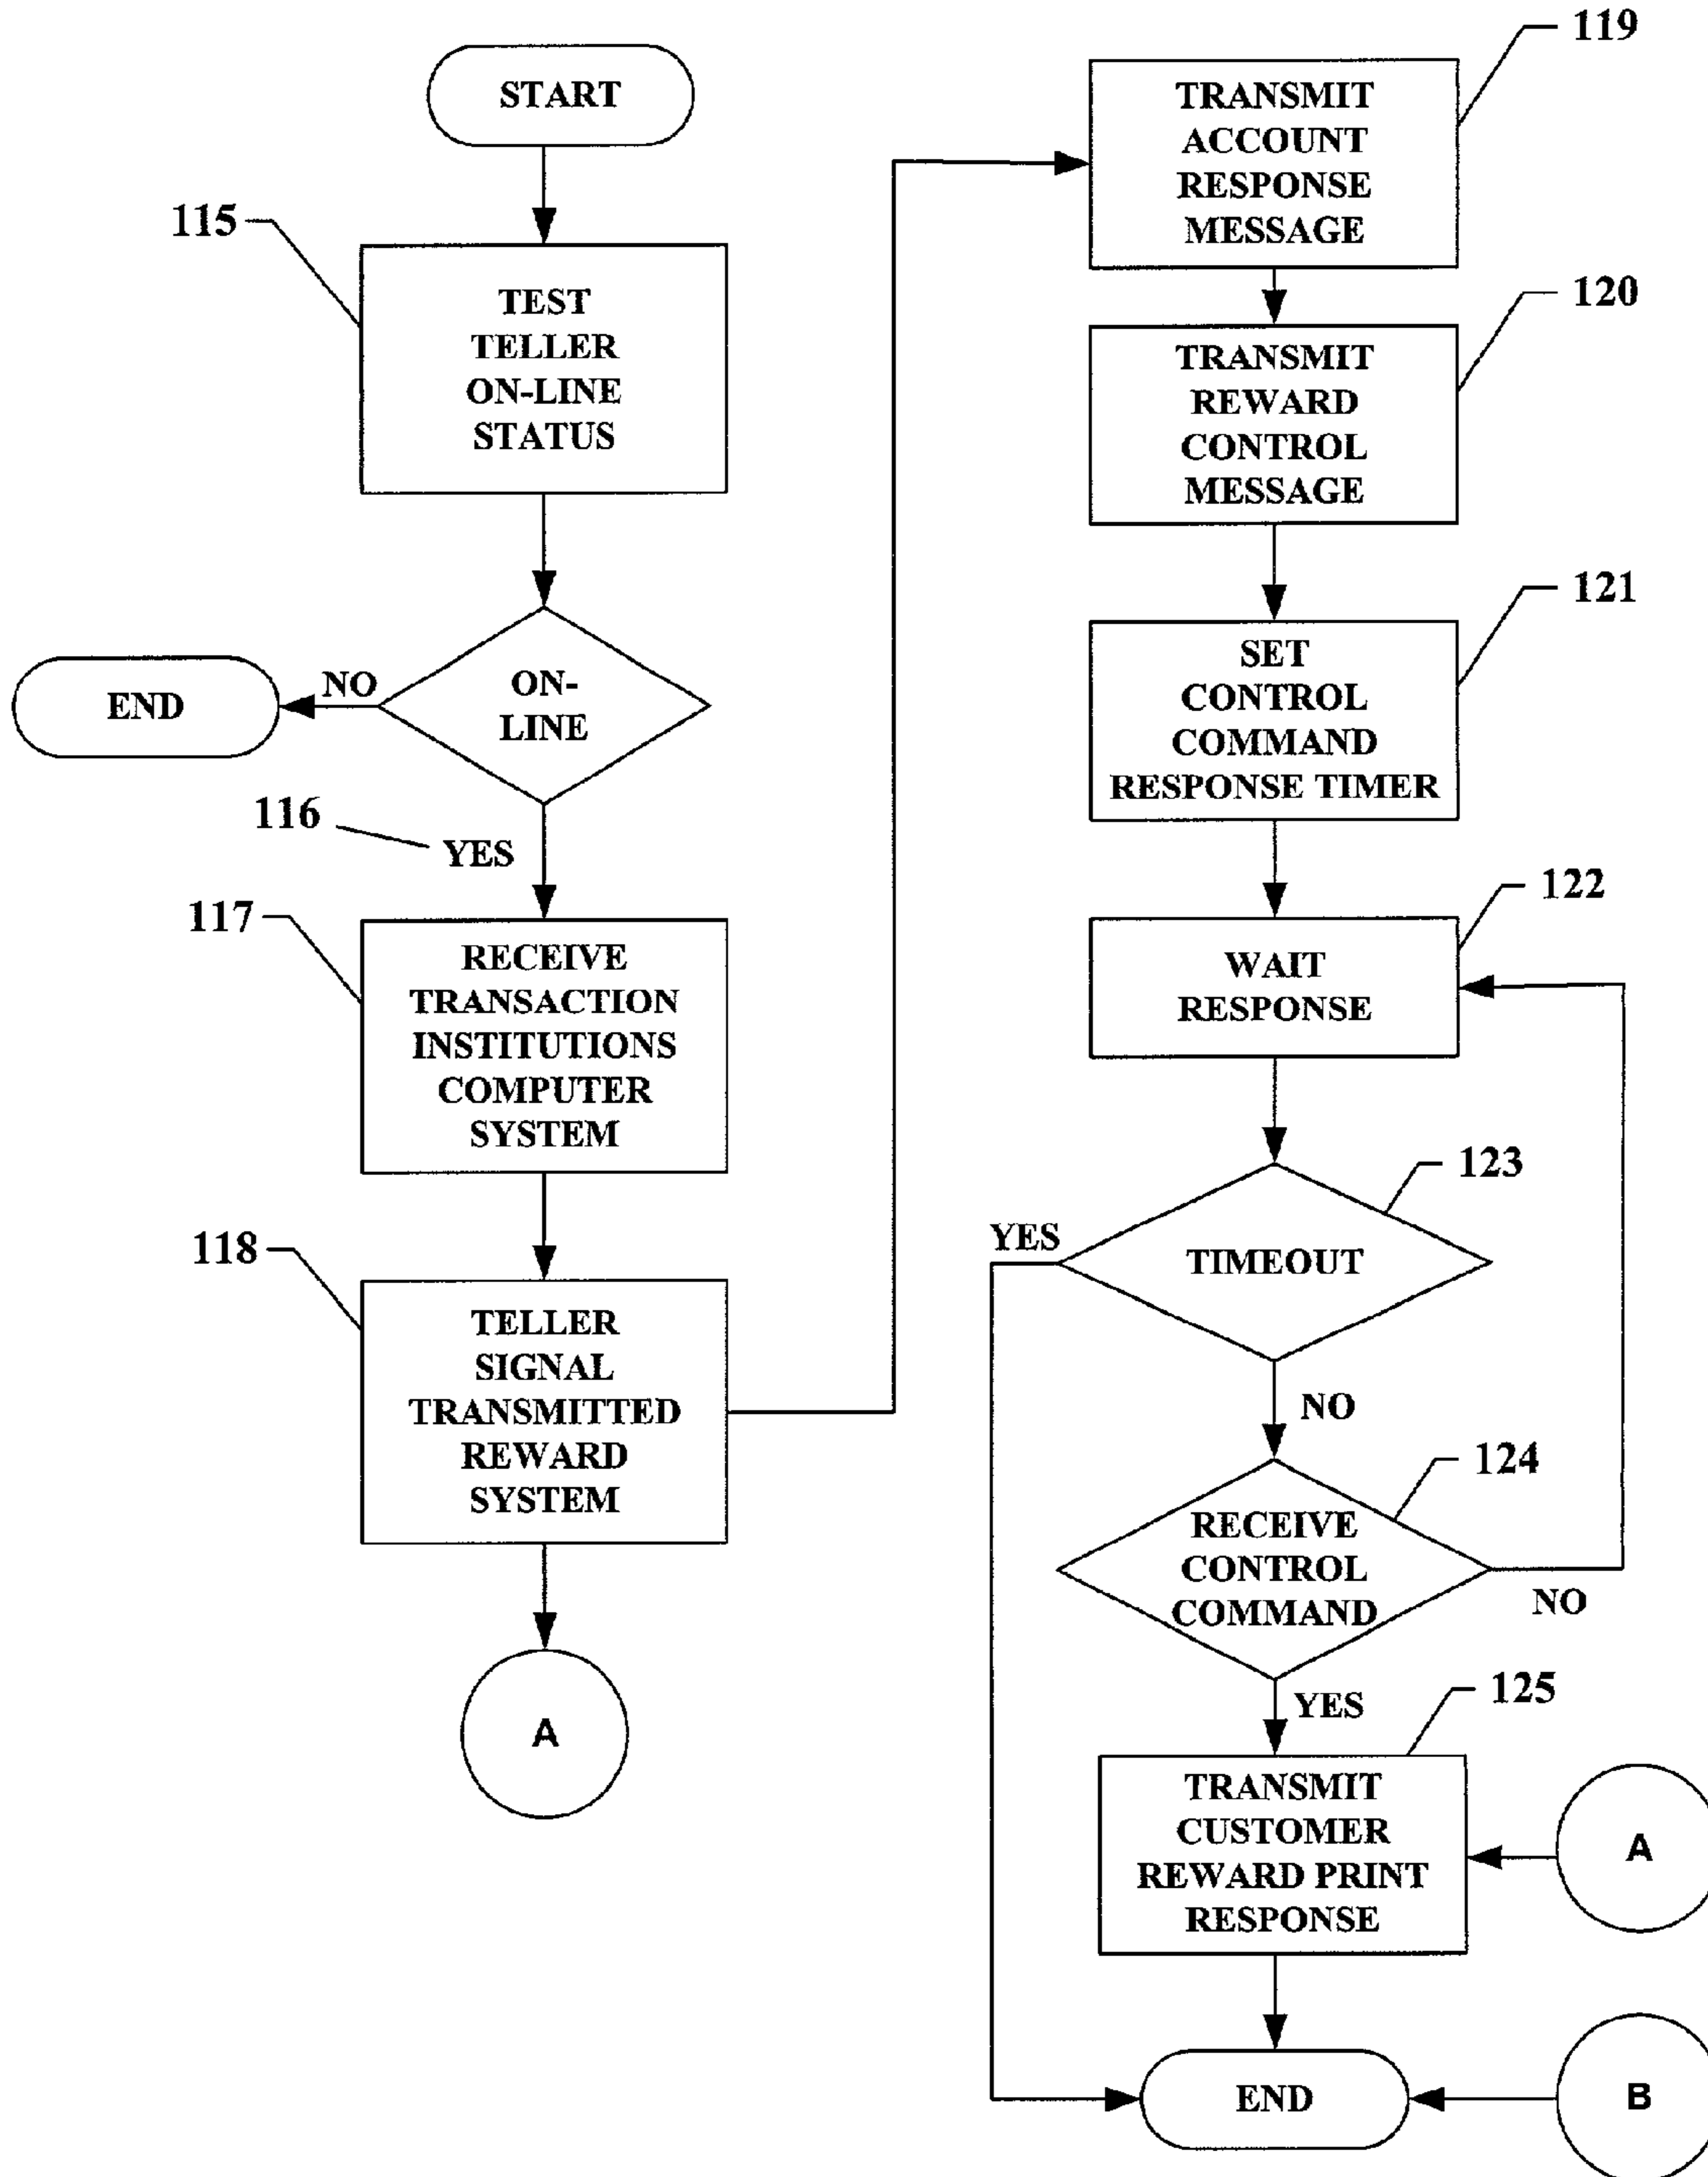 START
115
TEST
TELLER
ON-LINE
STATUS
END
NO
ON-
LINE
116
YES
117
RECEIVE
TRANSACTION
INSTITUTIONS
COMPUTER
SYSTEM
118
TELLER
SIGNAL
TRANSMITTED
REWARD
SYSTEM
A
119
TRANSMIT
ACCOUNT
RESPONSE
MESSAGE
120
TRANSMIT
REWARD
CONTROL
MESSAGE
121
SET
CONTROL
COMMAND
RESPONSE TIMER
122
WAIT
RESPONSE
123
YES
TIMEOUT
NO
124
RECEIVE
CONTROL
COMMAND
NO
YES
125
TRANSMIT
CUSTOMER
REWARD PRINT
RESPONSE
A
END
B